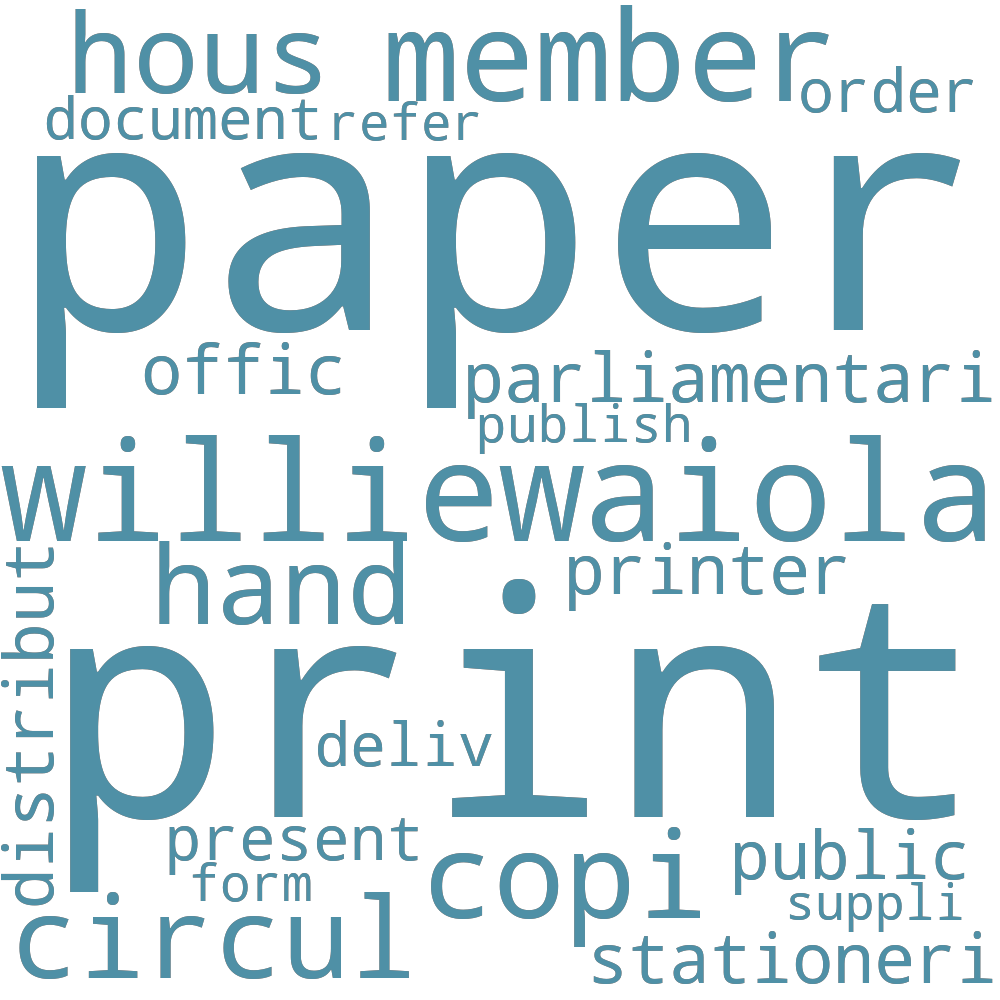 hous member
order
document refer
paper
offic
parliamentari
publish
williewaiola
hand
printer
distribut
print
deliv
present
form
copi
public
suppli
circul
stationeri